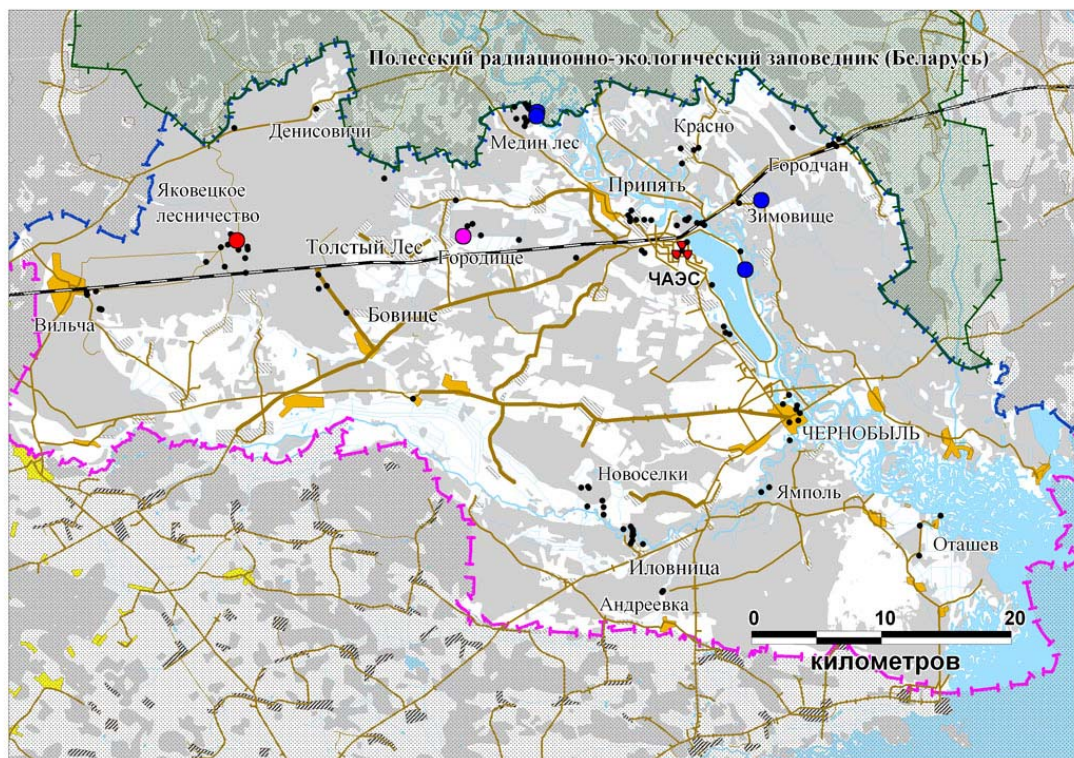 Полесский радиационно-экологический заповедник (Беларусь)
Денисовичи
Медин лес
Красно
Городчан
Яковецкое
лесничество
Припять
Зимовище
Толстый Лес
Городище
ЧАЭС
Вильча
Бовище
ЧЕРНОБЫЛЬ
Новоселки
Ямполь
Оташев
Иловница
Андреевка
0 10 20
километров